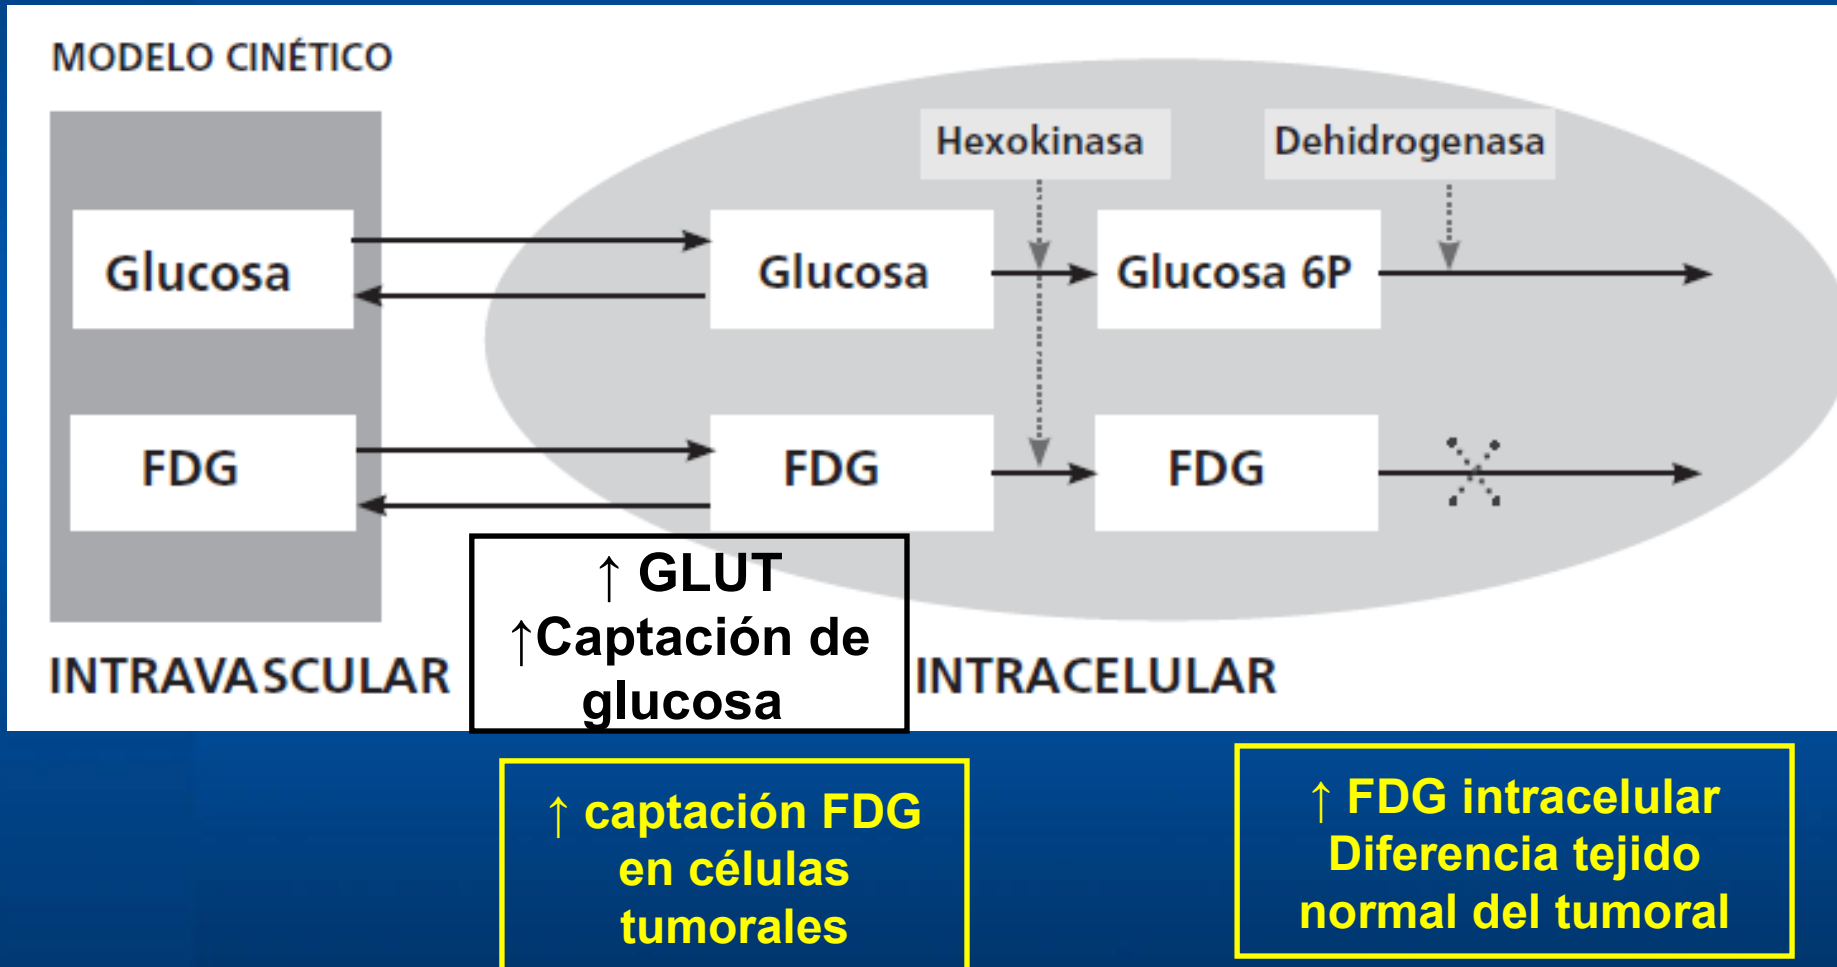 MODELO CINÉTICO
Hexokinasa
Dehidrogenasa
Glucosa
Glucosa
Glucosa 6P
FDG
FDG
FDG
INTRAVASCULAR
↑ GLUT
↑Captación de
glucosa
INTRACELULAR
↑ captación FDG
en células
tumorales
↑ FDG intracelular
Diferencia tejido
normal del tumoral